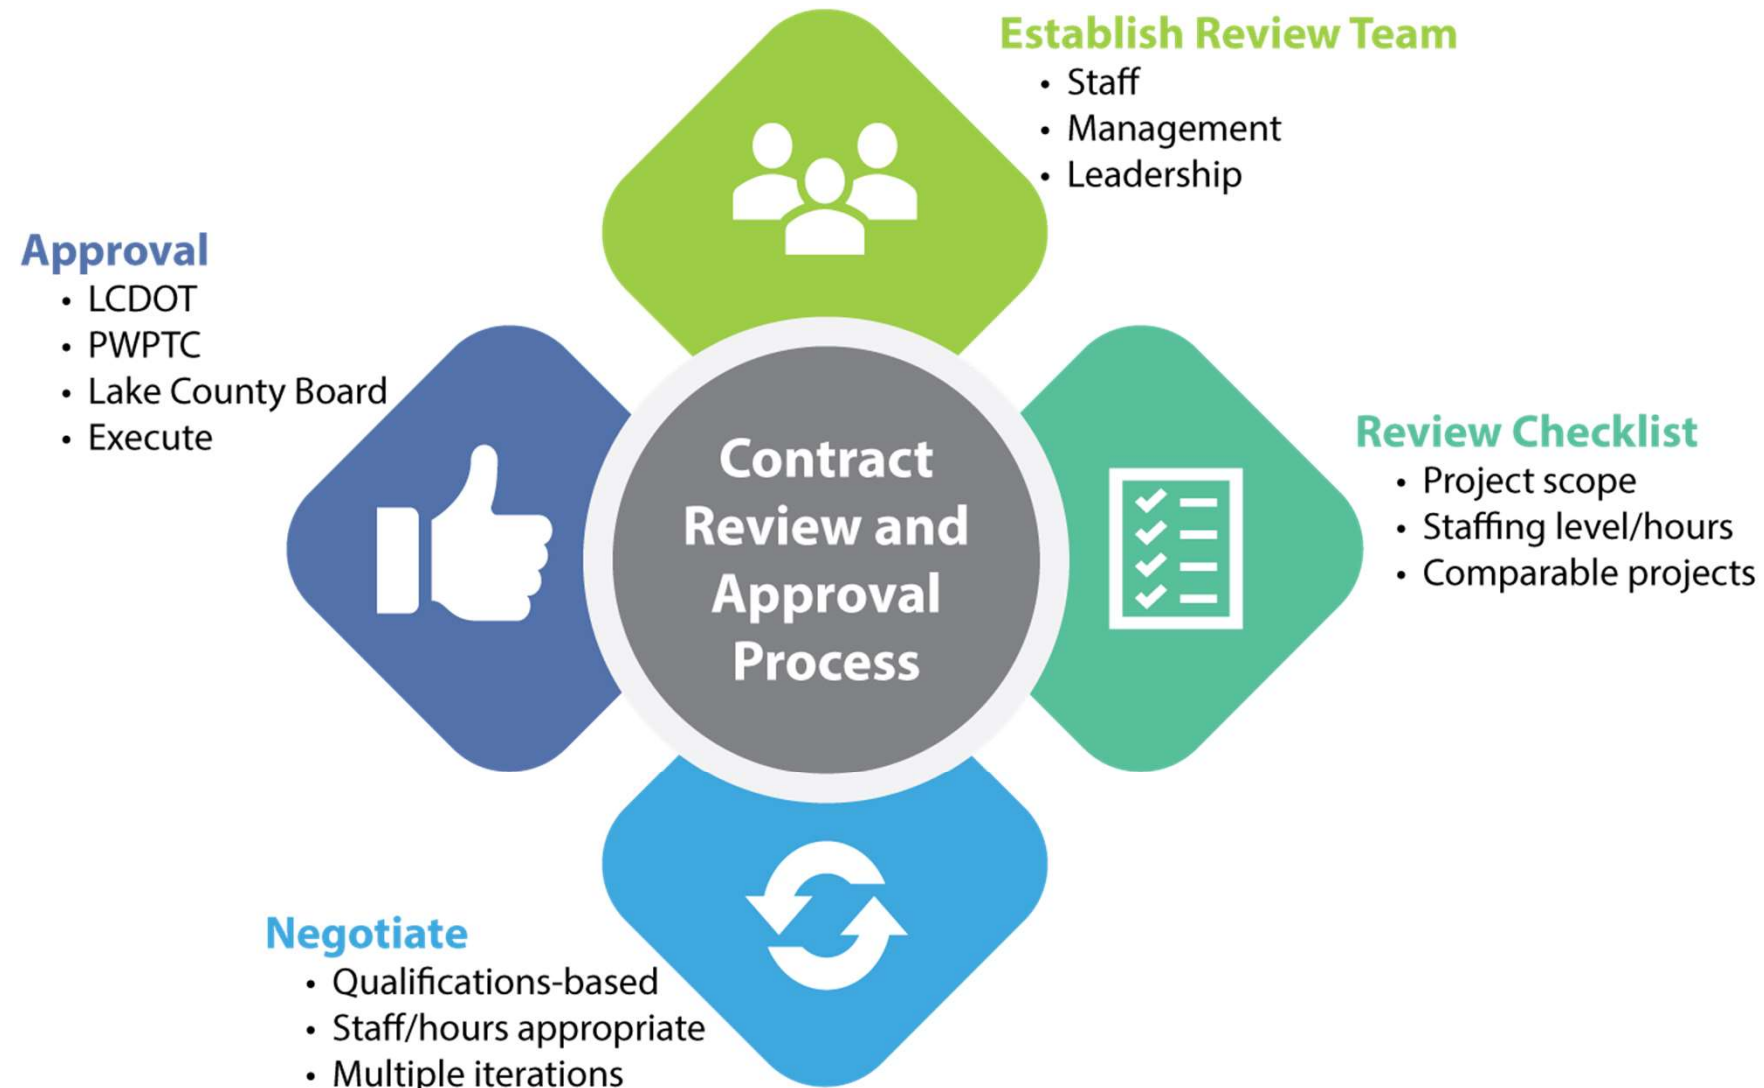 Establish Review Team
• Staff
• Management
• Leadership
Approval
• LCDOT
• PWPTC
• Lake County Board
• Execute
Contract
Review and
Approval
Process
Review Checklist
• Project scope
• Staffing level/hours
• Comparable projects
Negotiate
• Qualifications-based
• Staff/hours appropriate
• Multiple iterations